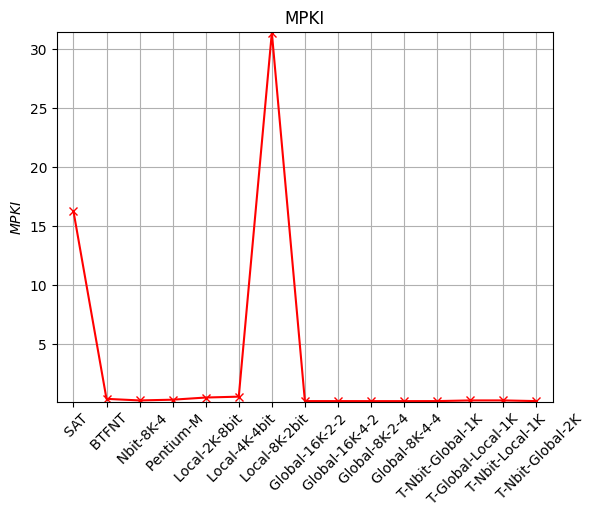 MPKI
30
25
20
15
10
5
MPKI
SAT
BTFNT
Nbit-8K-4
Pentium-M
Local-2K-8bit
Local-4K-4bit
Local-8K-2bit
Global-16K-2-2
Global-16K-4-2
Global-8K-2-4
Global-8K-4-4
T-Nbit-Global-1K
T-Global-Local-1K
T-Nbit-Local-1K
T-Nbit-Global-2K